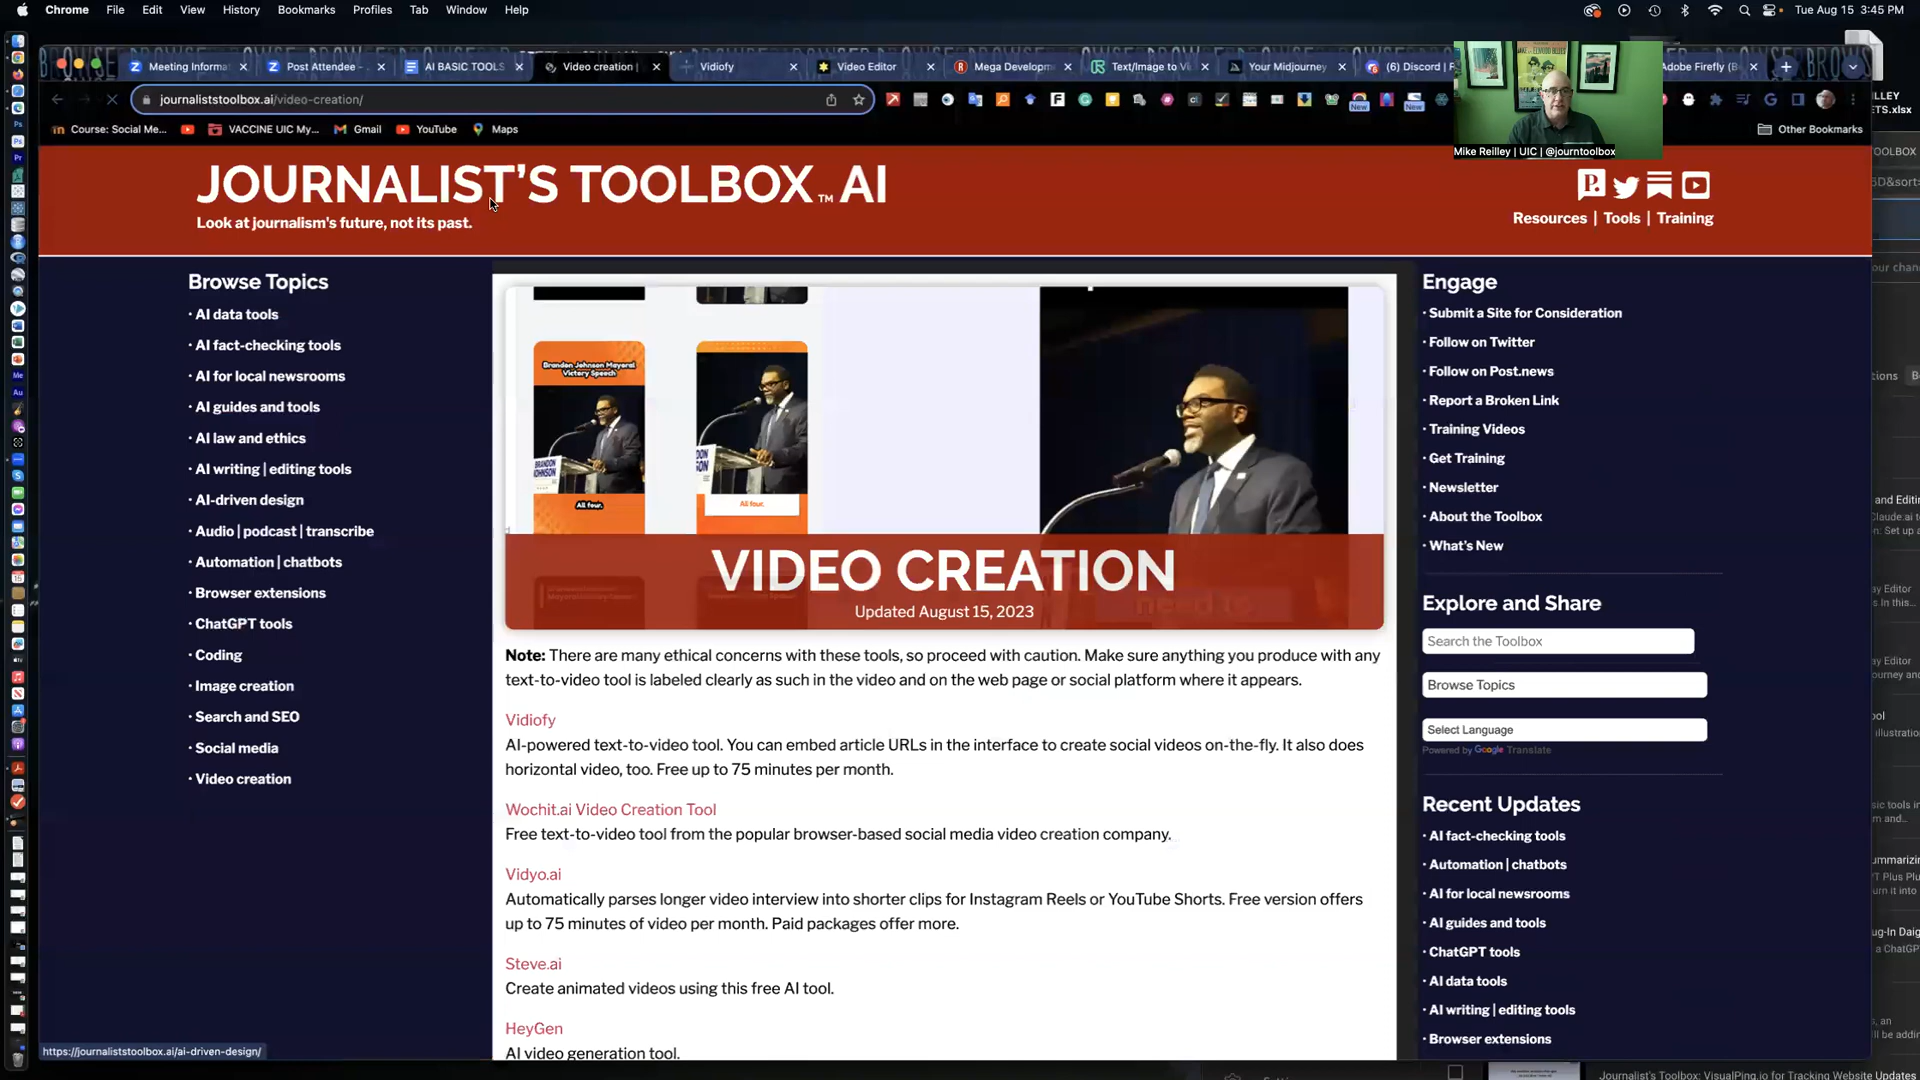 Chrome File Edit View History Bookmarks Profiles Tab Window Help
Tue Aug 15 3:45 PM
Meeting Informa
Post Attendee - 
AI BASIC TOOLS
Video creation |
Vidiofy
Video Editor
Mega Developm
Text/Image to Vi
Your Midjourney
(6) Discord | 
Adobe Firefly (B
journaliststoolbox.ai/video-creation/
New
New
Course: Social Me...
VACCINE UIC My...
Gmail
YouTube
Maps
Other Bookmarks
Mike Reilley | UIC | @journtoolbox
JOURNALIST'S TOOLBOX™ AI
Look at journalism's future, not its past.
Resources | Tools | Training
Browse Topics
· AI data tools
· AI fact-checking tools
· AI for local newsrooms
· AI guides and tools
· AI law and ethics
· AI writing | editing tools
· AI-driven design
· Audio | podcast | transcribe
· Automation | chatbots
· Browser extensions
· ChatGPT tools
· Coding
· Image creation
· Search and SEO
· Social media
· Video creation
Brandon Johnson Mayoral
Victory Speech
BRANDON
JOHNSON
All four.
All four.
VIDEO CREATION
Updated August 15, 2023
need to
Note: There are many ethical concerns with these tools, so proceed with caution. Make sure anything you produce with any
text-to-video tool is labeled clearly as such in the video and on the web page or social platform where it appears.
Vidiofy
AI-powered text-to-video tool. You can embed article URLs in the interface to create social videos on-the-fly. It also does
horizontal video, too. Free up to 75 minutes per month.
Wochit.ai Video Creation Tool
Free text-to-video tool from the popular browser-based social media video creation company.
Vidyo.ai
Automatically parses longer video interview into shorter clips for Instagram Reels or YouTube Shorts. Free version offers
up to 75 minutes of video per month. Paid packages offer more.
Steve.ai
Create animated videos using this free AI tool.
HeyGen
AI video generation tool.
Engage
· Submit a Site for Consideration
· Follow on Twitter
· Follow on Post.news
· Report a Broken Link
· Training Videos
· Get Training
· Newsletter
· About the Toolbox
· What's New
Explore and Share
Search the Toolbox
Browse Topics
Select Language
Powered by Google Translate
Recent Updates
· AI fact-checking tools
· Automation | chatbots
· AI for local newsrooms
· AI guides and tools
· ChatGPT tools
· AI data tools
· AI writing | editing tools
· Browser extensions
https://journaliststoolbox.ai/ai-driven-design/
Journalist's Toolbox: VisualPing.io for Tracking Website Updates